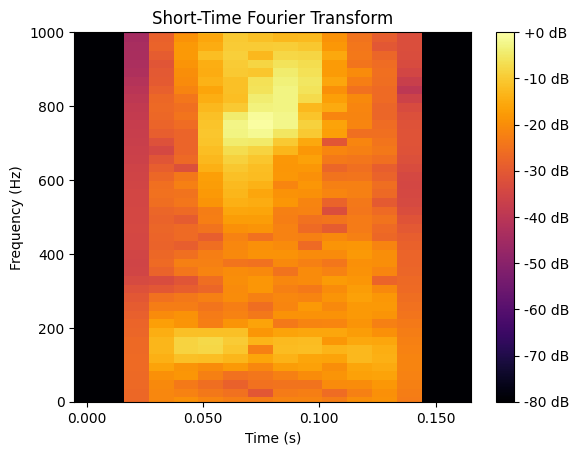 Short-Time Fourier Transform
1000
800
600
400
200
0
Frequency (Hz)
0.000
0.050
0.100
0.150
Time (s)
+0 dB
-10 dB
-20 dB
-30 dB
-40 dB
-50 dB
-60 dB
-70 dB
-80 dB